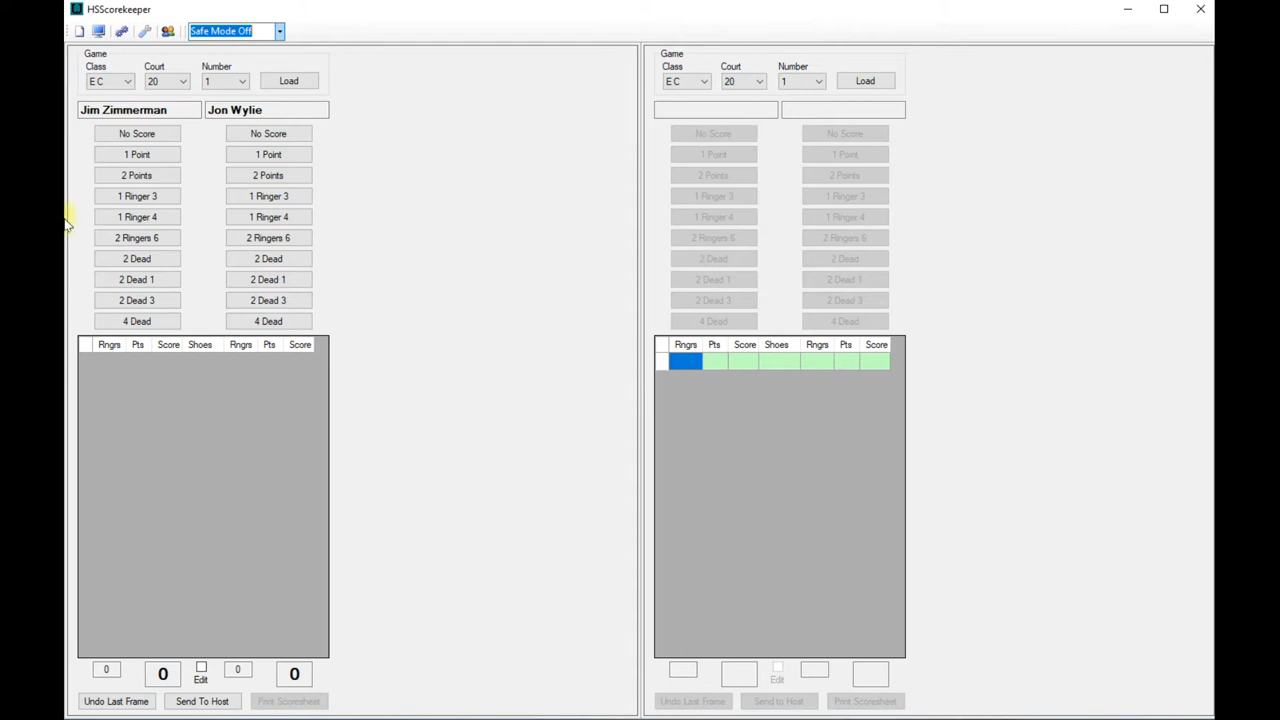 HSScorekeeper
Safe Mode Off
Game
Class Court Number
E C 20 1 Load
Jim Zimmerman Jon Wylie
No Score No Score
1 Point 1 Point
2 Points 2 Points
1 Ringer 3 1 Ringer 3
1 Ringer 4 1 Ringer 4
2 Ringers 6 2 Ringers 6
2 Dead 2 Dead
2 Dead 1 2 Dead 1
2 Dead 3 2 Dead 3
4 Dead 4 Dead
Rngrs Pts Score Shoes Rngrs Pts Score
0 0 0 0
Edit
Undo Last Frame Send To Host Print Scoresheet
Game
Class Court Number
E C 20 1 Load
No Score No Score
1 Point 1 Point
2 Points 2 Points
1 Ringer 3 1 Ringer 3
1 Ringer 4 1 Ringer 4
2 Ringers 6 2 Ringers 6
2 Dead 2 Dead
2 Dead 1 2 Dead 1
2 Dead 3 2 Dead 3
4 Dead 4 Dead
Rngrs Pts Score Shoes Rngrs Pts Score
Edit
Undo Last Frame Send to Host Print Scoresheet